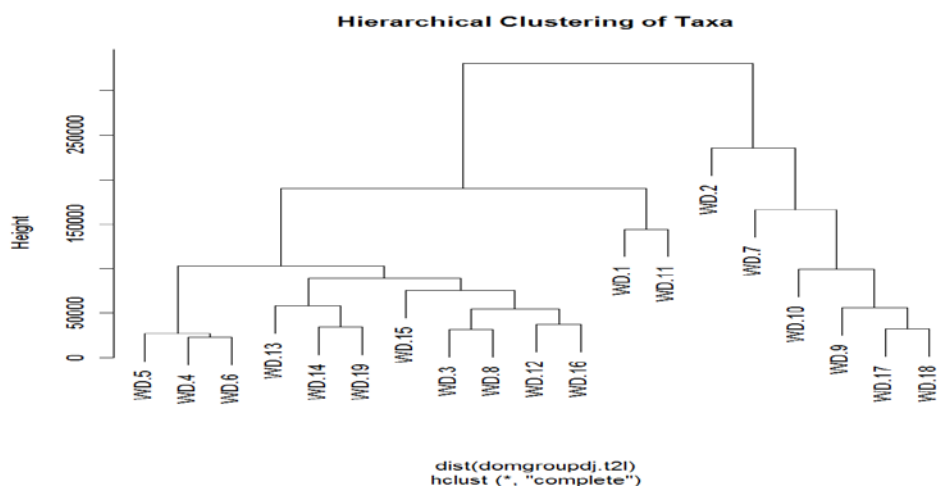 Hierarchical Clustering of Taxa
Height
250000
150000
50000
0
WD.5
WD.4
WD.6
WD.13
WD.14
WD.19
WD.15
WD.3
WD.8
WD.12
WD.16
WD.1
WD.11
WD.2
WD.7
WD.10
WD.9
WD.17
WD.18
dist(domgroupdj.t2l)
hclust (*, "complete")